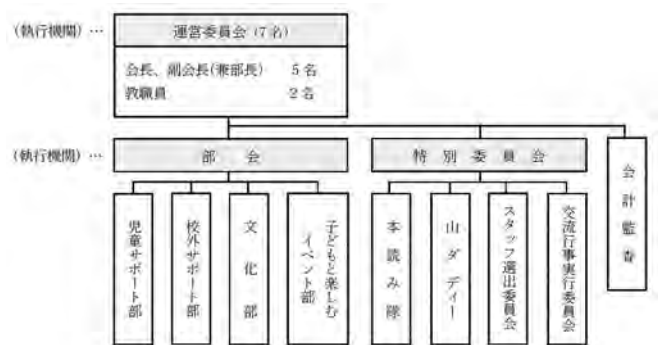 (執行機関) …
運営委員会 (7名)
会長、副会長(兼部長) 5名
教職員 2名
(執行機関) …
部 会
特 別 委 員 会
会 計 監 査
児童サポート部
校外サポート部
文 化 部
子どもと楽しむ
イベント部
本 読 み 隊
山 ダ ディ ー
スタッフ選出委員会
交流行事実行委員会